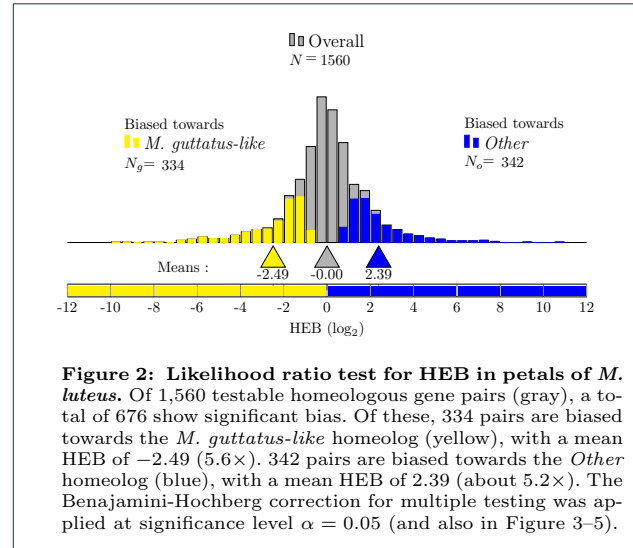 Overall
N = 1560
Biased towards
M. guttatus-like
N_g = 334
Biased towards
Other
N_o = 342
Means :
-2.49
-0.00
2.39
-12 -10 -8 -6 -4 -2 0 2 4 6 8 10 12
HEB (log₂)
Figure 2: Likelihood ratio test for HEB in petals of M.
luteus. Of 1,560 testable homeologous gene pairs (gray), a to-
tal of 676 show significant bias. Of these, 334 pairs are biased
towards the M. guttatus-like homeolog (yellow), with a mean
HEB of −2.49 (5.6×). 342 pairs are biased towards the Other
homeolog (blue), with a mean HEB of 2.39 (about 5.2×). The
Benajamini-Hochberg correction for multiple testing was ap-
plied at significance level α = 0.05 (and also in Figure 3–5).